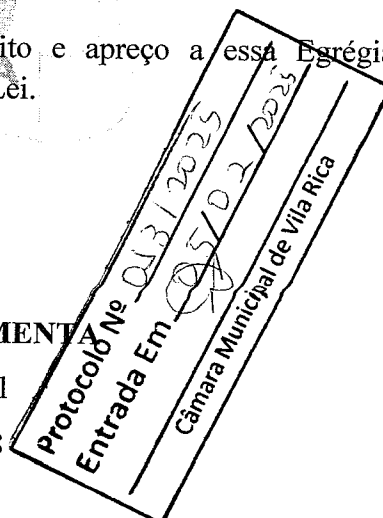 ito e apreço a essa Egrégia
Lei.
MENTA
l
Protocolo Nº 013/2025
Entrada Em 05/02/2025
Câmara Municipal de Vila Rica